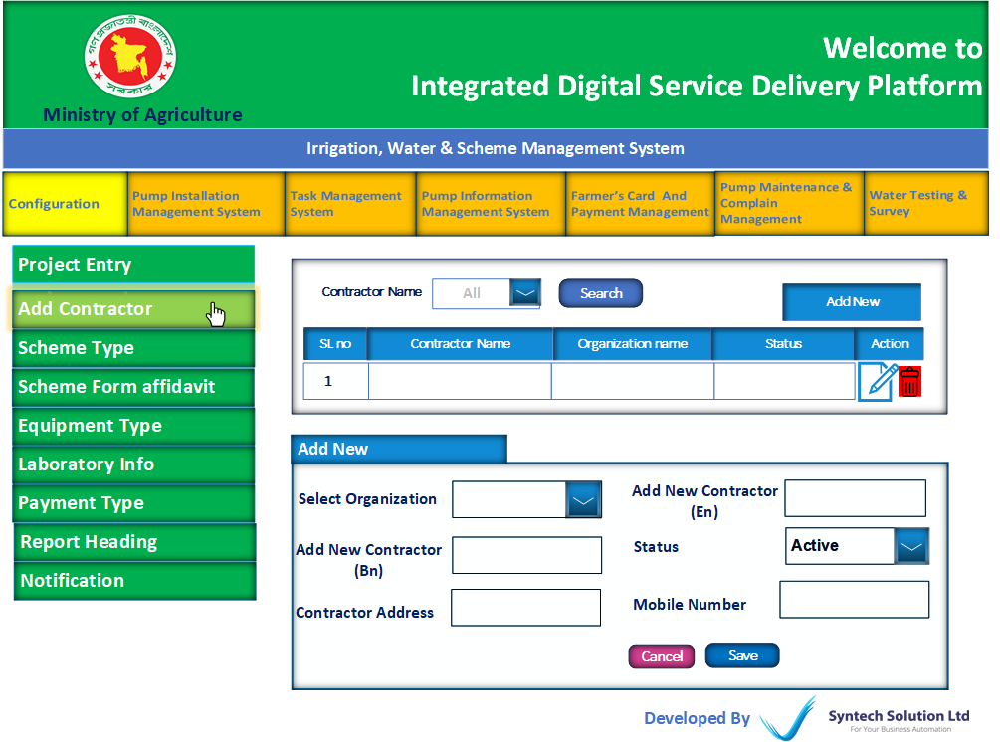 গণপ্রজাতন্ত্রী বাংলাদেশ
সরকার
Ministry of Agriculture
Welcome to
Integrated Digital Service Delivery Platform
Irrigation, Water & Scheme Management System
Configuration
Pump Installation
Management System
Task Management
System
Pump Information
Management System
Farmer's Card And
Payment Management
Pump Maintenance &
Complain
Management
Water Testing &
Survey
Project Entry
Add Contractor
Scheme Type
Scheme Form affidavit
Equipment Type
Laboratory Info
Payment Type
Report Heading
Notification
Contractor Name All Search
Add New
SL no Contractor Name Organization name Status Action
1
Add New
Select Organization
Add New Contractor
(En)
Add New Contractor
(Bn)
Status Active
Contractor Address
Mobile Number
Cancel Save
Developed By
Syntech Solution Ltd
For Your Business Automation